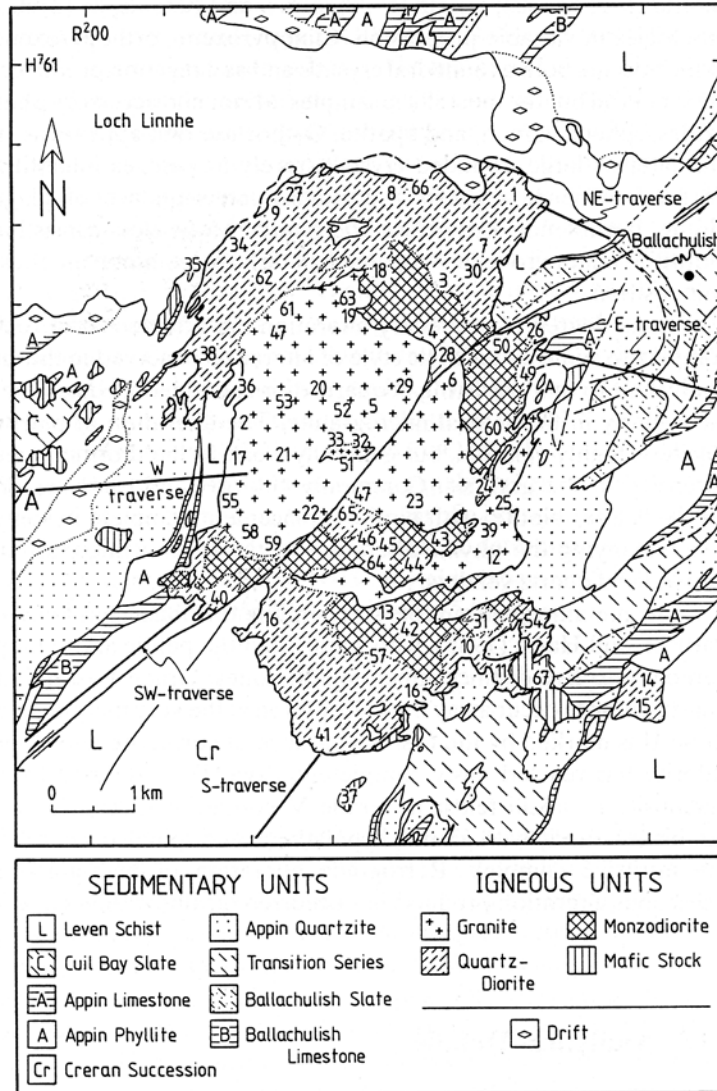 R²00
A A B
H⁷61
L
Loch Linnhe
N
27 8 66 1
NE-traverse
9
34 7
Ballachulish
35 62 18 3 30 L
61 63
19
47 4 26 A
E-traverse
A 28 50
38
A 36 20 29 6 49 A
53 52 5
C 2 60
33 32
L 17 21 51 A
W
A traverse 47 24
55 22 65 23 25
58 46 45 43 39
59 64 44 12
A
40 13 31 54 A
16 42
B 10 A
57 11 67 14
SW-traverse 16 15
L Cr 41
S-traverse L
0 1 km
37
SEDIMENTARY UNITS
IGNEOUS UNITS
L Leven Schist
Appin Quartzite
Granite
Monzodiorite
C Cuil Bay Slate
Transition Series
Quartz-Diorite
Mafic Stock
A Appin Limestone
Ballachulish Slate
A Appin Phyllite
B Ballachulish Limestone
Drift
Cr Creran Succession